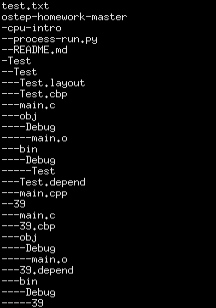 test.txt
ostep-homework-master
-cpu-intro
--process-run.py
--README.md
-Test
--Test
---Test.layout
---Test.cbp
---main.c
---obj
----Debug
-----main.o
---bin
----Debug
-----Test
---Test.depend
---main.cpp
--39
---main.c
---39.cbp
---obj
----Debug
-----main.o
---39.depend
---bin
----Debug
-----39